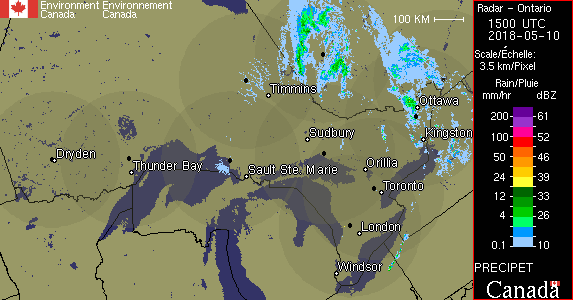 Environment Environnement
Canada Canada
100 KM
Timmins
Ottawa
Sudbury
Kingston
Dryden
Thunder Bay
Sault Ste. Marie
Orillia
Toronto
London
Windsor
Radar - Ontario
1500 UTC
2018-05-10
Scale/Échelle:
3.5 km/Pixel
Rain/Pluie
mm/hr dBZ
200 61
100 52
50 46
24 39
12 33
4 26
0.1 10
PRECIPET
Canada